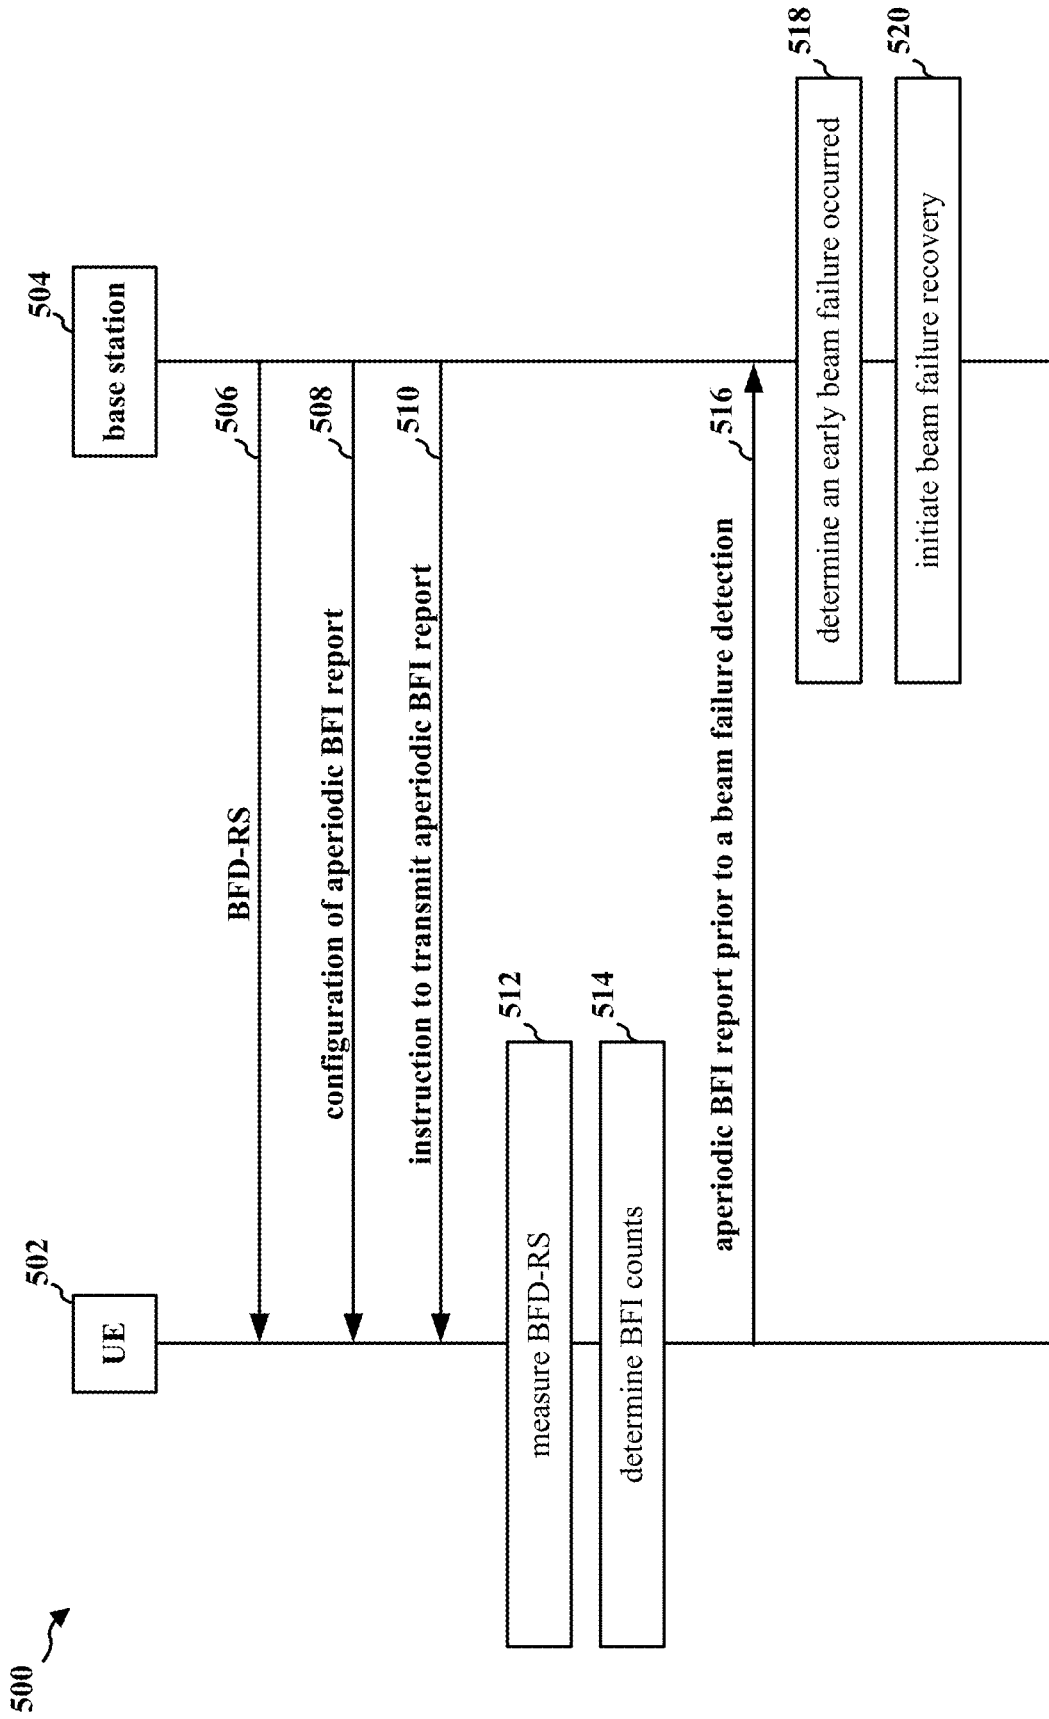 500
502
UE
504
base station
506
BFD-RS
508
configuration of aperiodic BFI report
510
instruction to transmit aperiodic BFI report
512
measure BFD-RS
514
determine BFI counts
516
aperiodic BFI report prior to a beam failure detection
518
determine an early beam failure occurred
520
initiate beam failure recovery